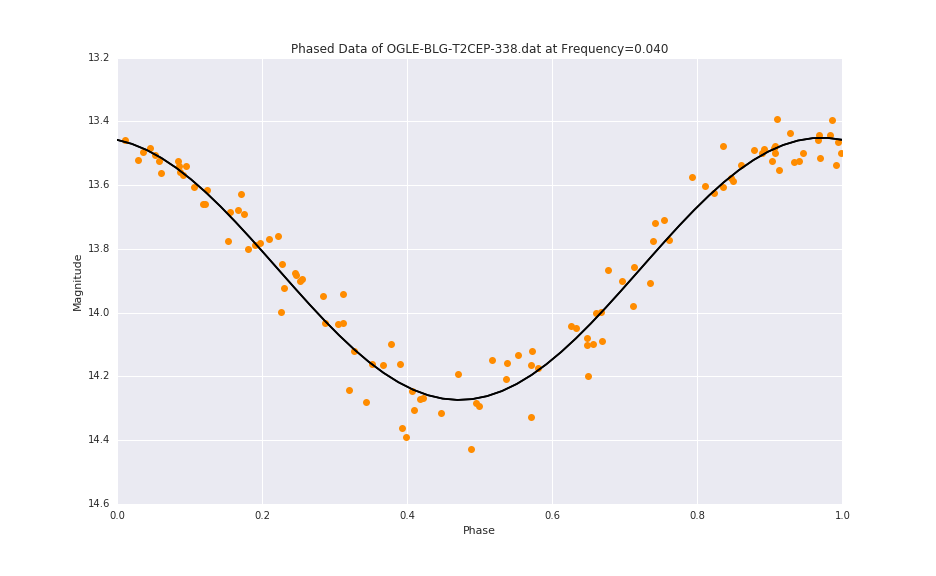 Phased Data of OGLE-BLG-T2CEP-338.dat at Frequency=0.040
13.2
13.4
13.6
13.8
14.0
14.2
14.4
14.6
Magnitude
0.0 0.2 0.4 0.6 0.8 1.0
Phase